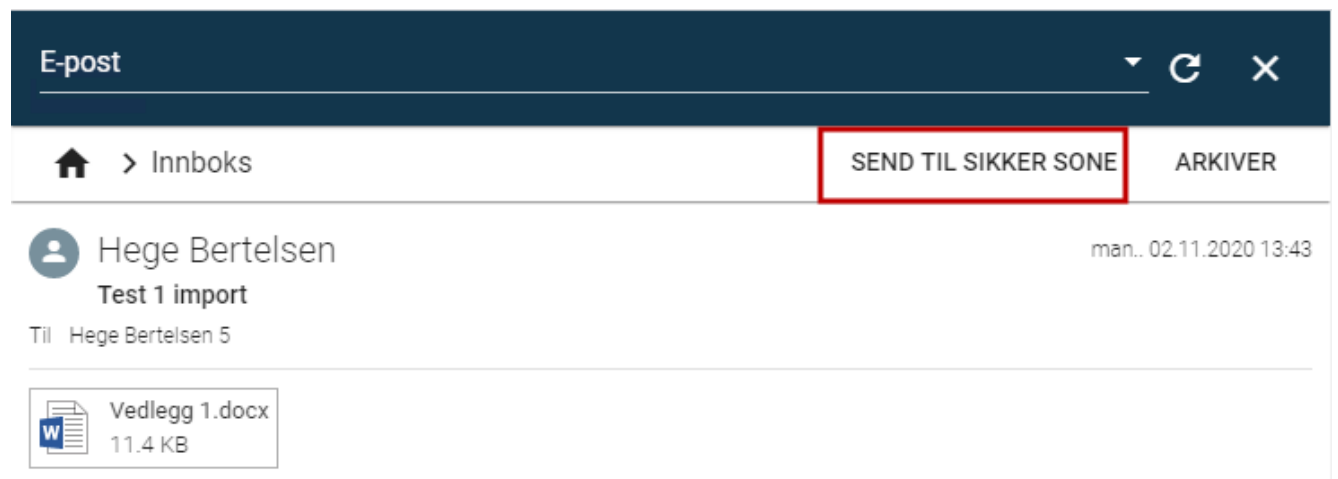 E-post
Innboks
SEND TIL SIKKER SONE ARKIVER
Hege Bertelsen
man.. 02.11.2020 13:43
Test 1 import
Til Hege Bertelsen 5
Vedlegg 1.docx
W
11.4 KB